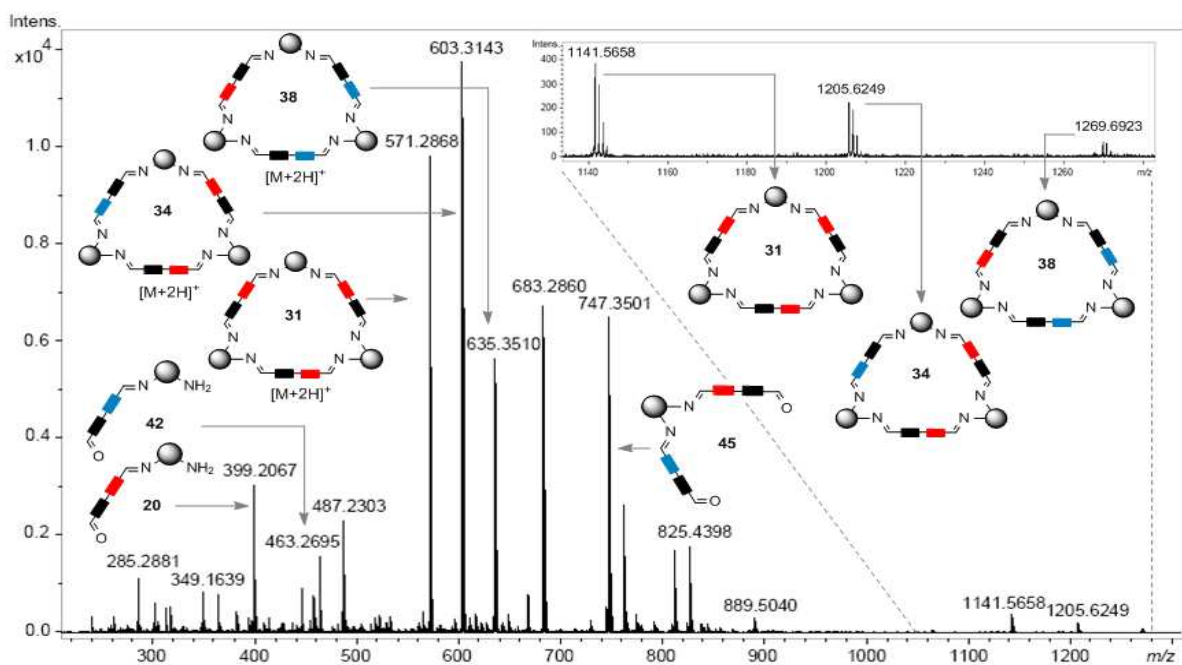 Intens.
x10⁴
1.0
0.8
0.6
0.4
0.2
0.0
200
300
400
500
600
700
800
900
1000
1100
1200
m/z
285.2881
349.1639
399.2067
463.2695
487.2303
571.2868
603.3143
635.3510
683.2860
747.3501
825.4398
889.5040
1141.5658
1205.6249
N
N
38
N
N
N
N
[M+2H]⁺
N
N
34
N
N
N
N
[M+2H]⁺
N
N
31
N
N
N
N
[M+2H]⁺
N
NH₂
42
O
N
NH₂
20
O
N
O
N
45
O
Intens.
400
300
200
100
0
1141.5658
1205.6249
1269.6923
1140
1160
1180
1200
1220
1240
1260
m/z
N
N
31
N
N
N
N
N
N
34
N
N
N
N
N
N
38
N
N
N
N